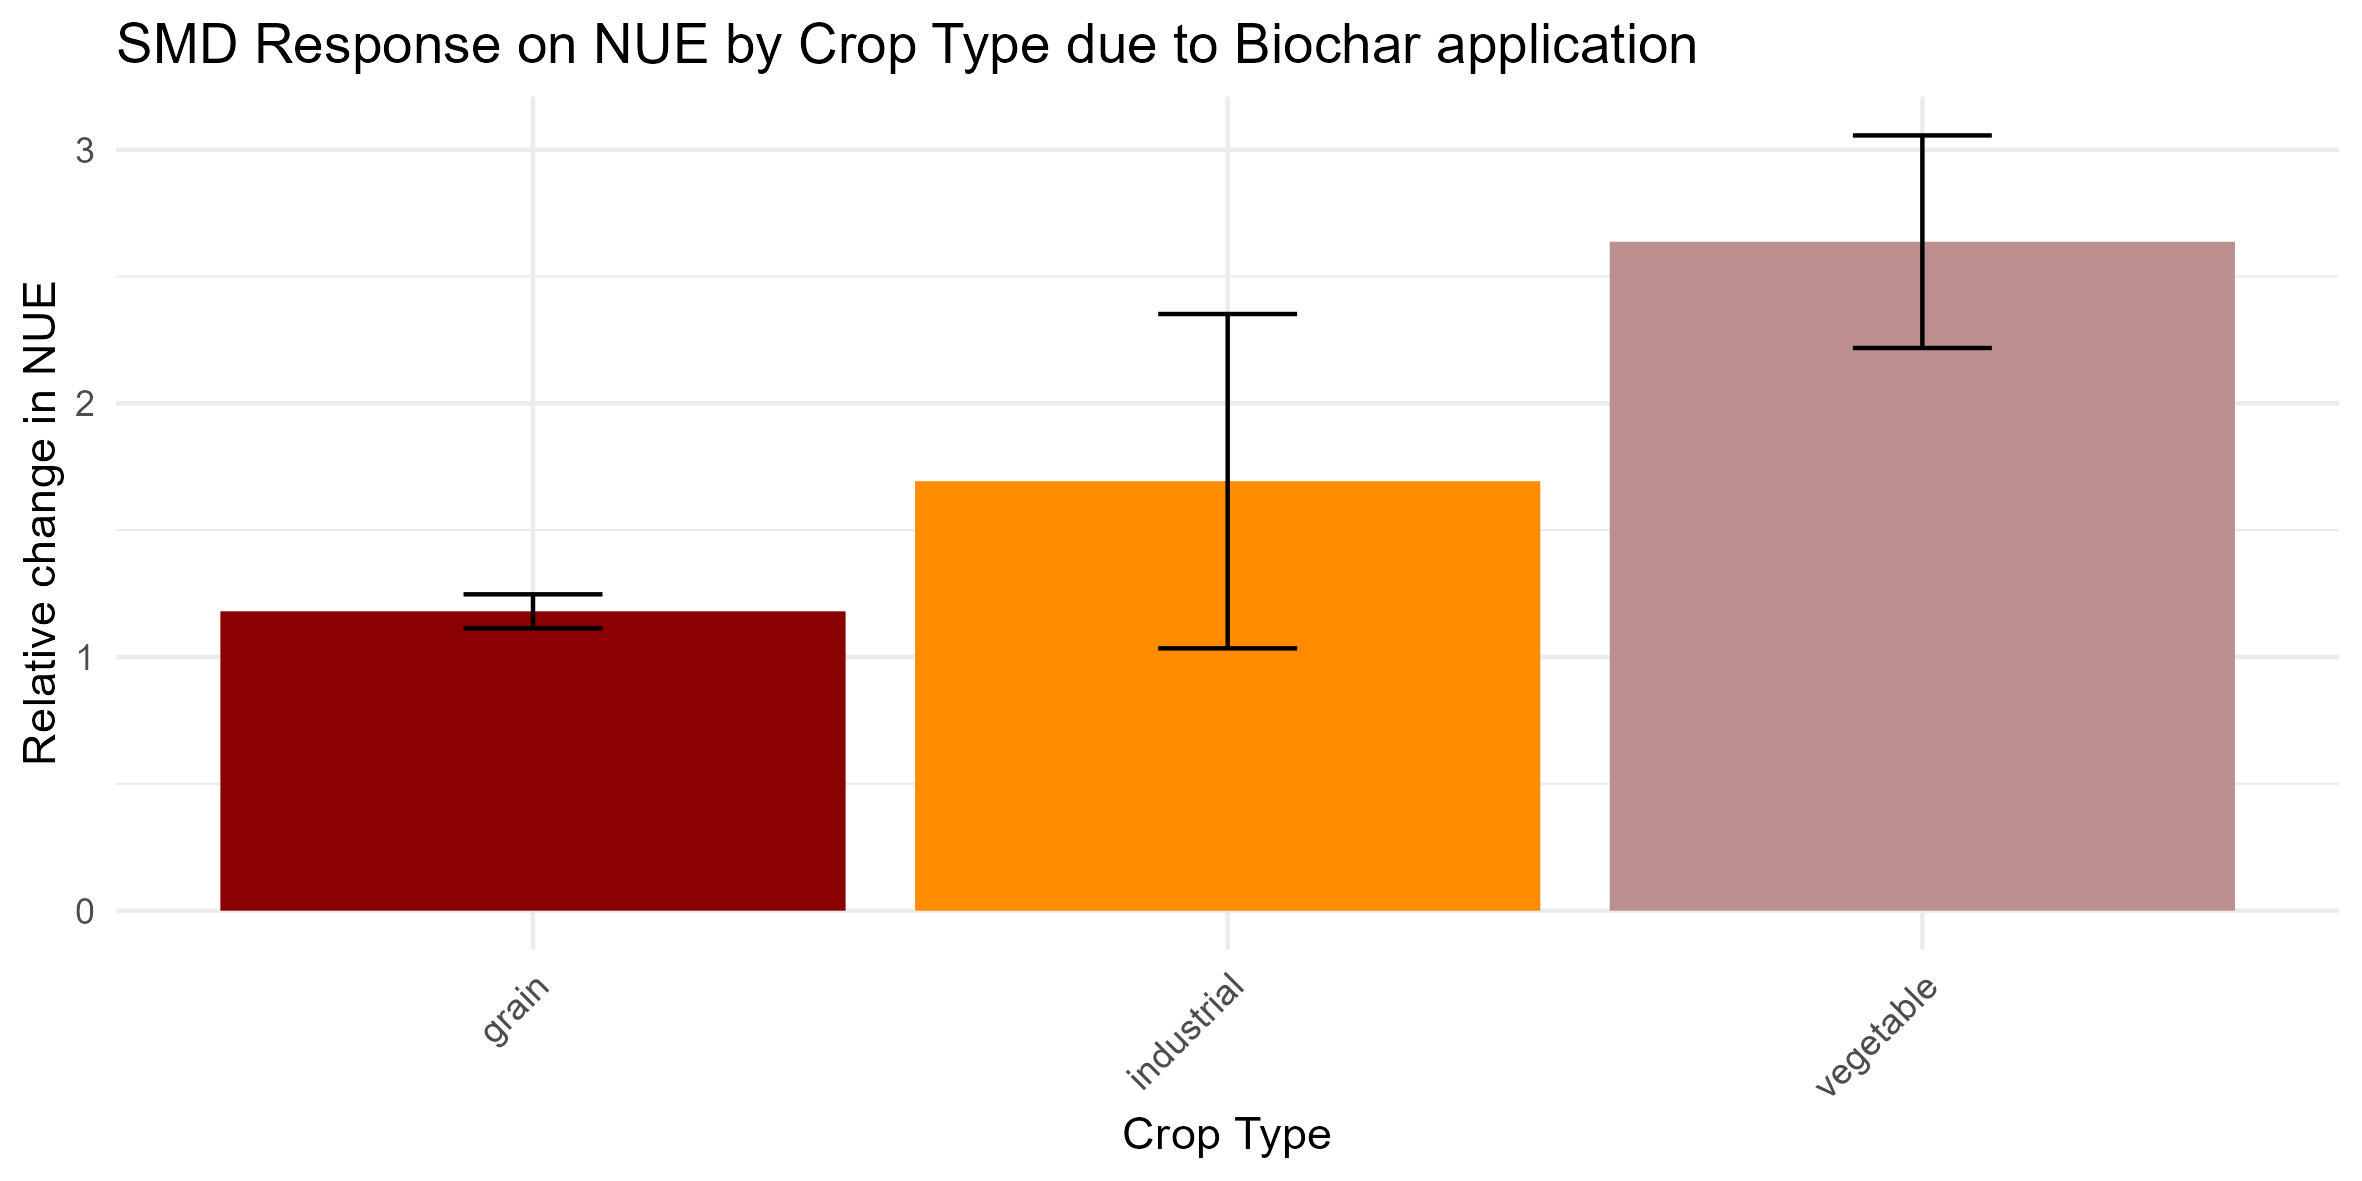 SMD Response on NUE by Crop Type due to Biochar application
Relative change in NUE
3
2
1
0
grain
industrial
vegetable
Crop Type